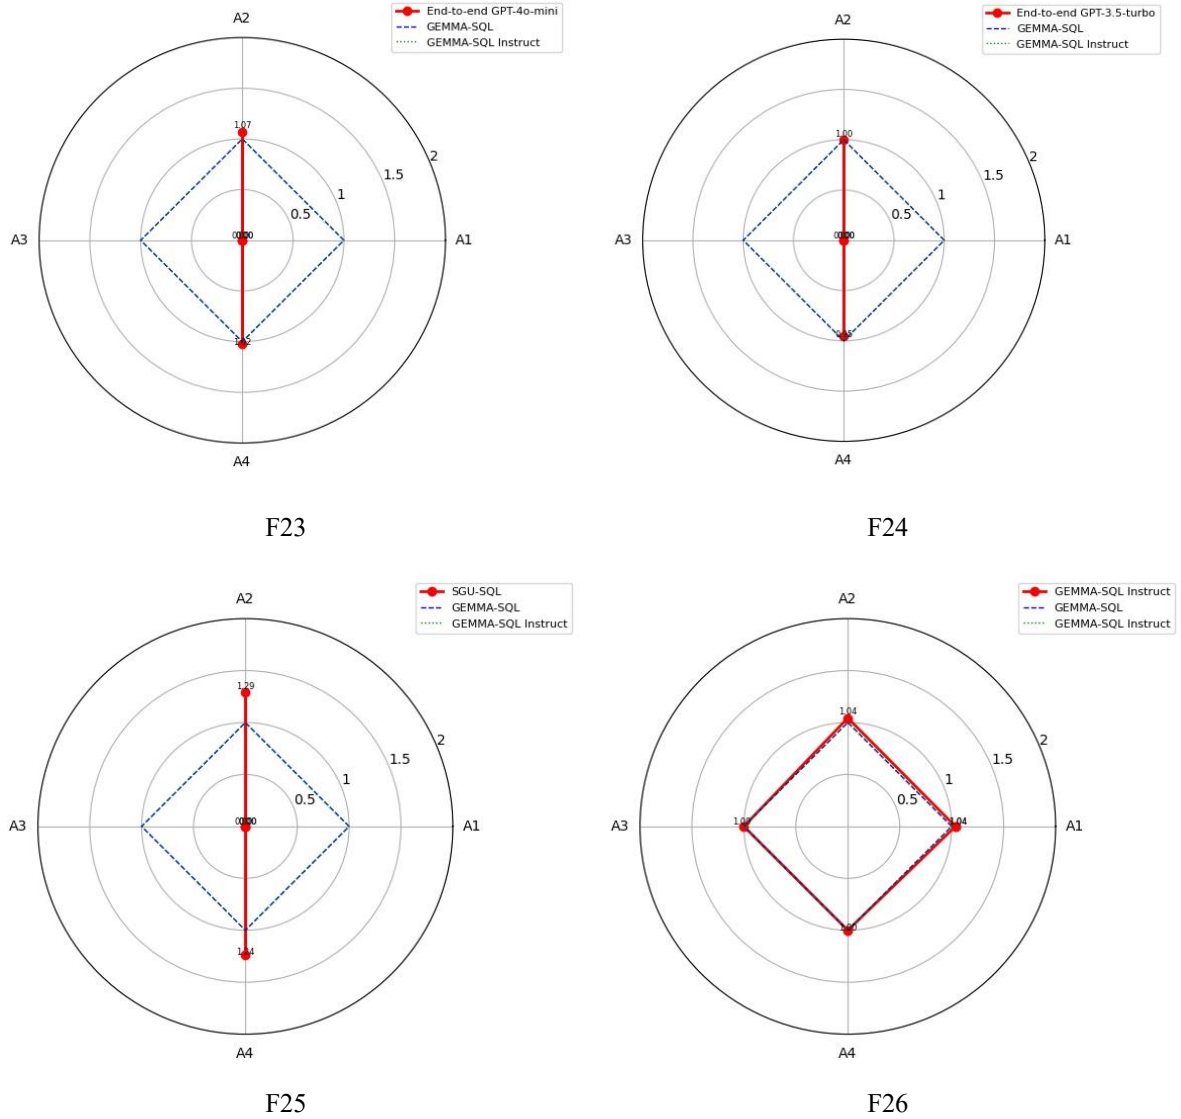 A2
End-to-end GPT-4o-mini
GEMMA-SQL
GEMMA-SQL Instruct
2
1.5
1
0.5
1.07
A3
A1
A4
F23
A2
End-to-end GPT-3.5-turbo
GEMMA-SQL
GEMMA-SQL Instruct
2
1.5
1
0.5
1.00
A3
A1
A4
F24
A2
SGU-SQL
GEMMA-SQL
GEMMA-SQL Instruct
2
1.5
1
0.5
1.29
A3
A1
A4
F25
A2
GEMMA-SQL Instruct
GEMMA-SQL
GEMMA-SQL Instruct
2
1.5
1
0.5
1.04
A3
1.04
A1
A4
F26